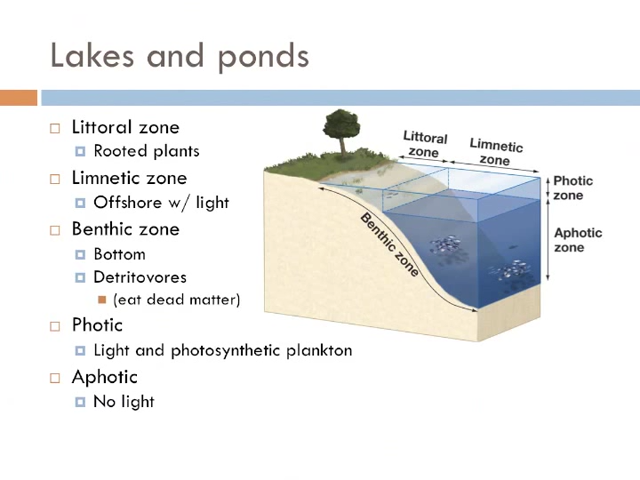 Lakes and ponds
Littoral zone
Rooted plants
Limnetic zone
Offshore w/ light
Benthic zone
Bottom
Detritovores
(eat dead matter)
Photic
Light and photosynthetic plankton
Aphotic
No light
Littoral
zone
Limnetic
zone
Photic
zone
Aphotic
zone
Benthic zone